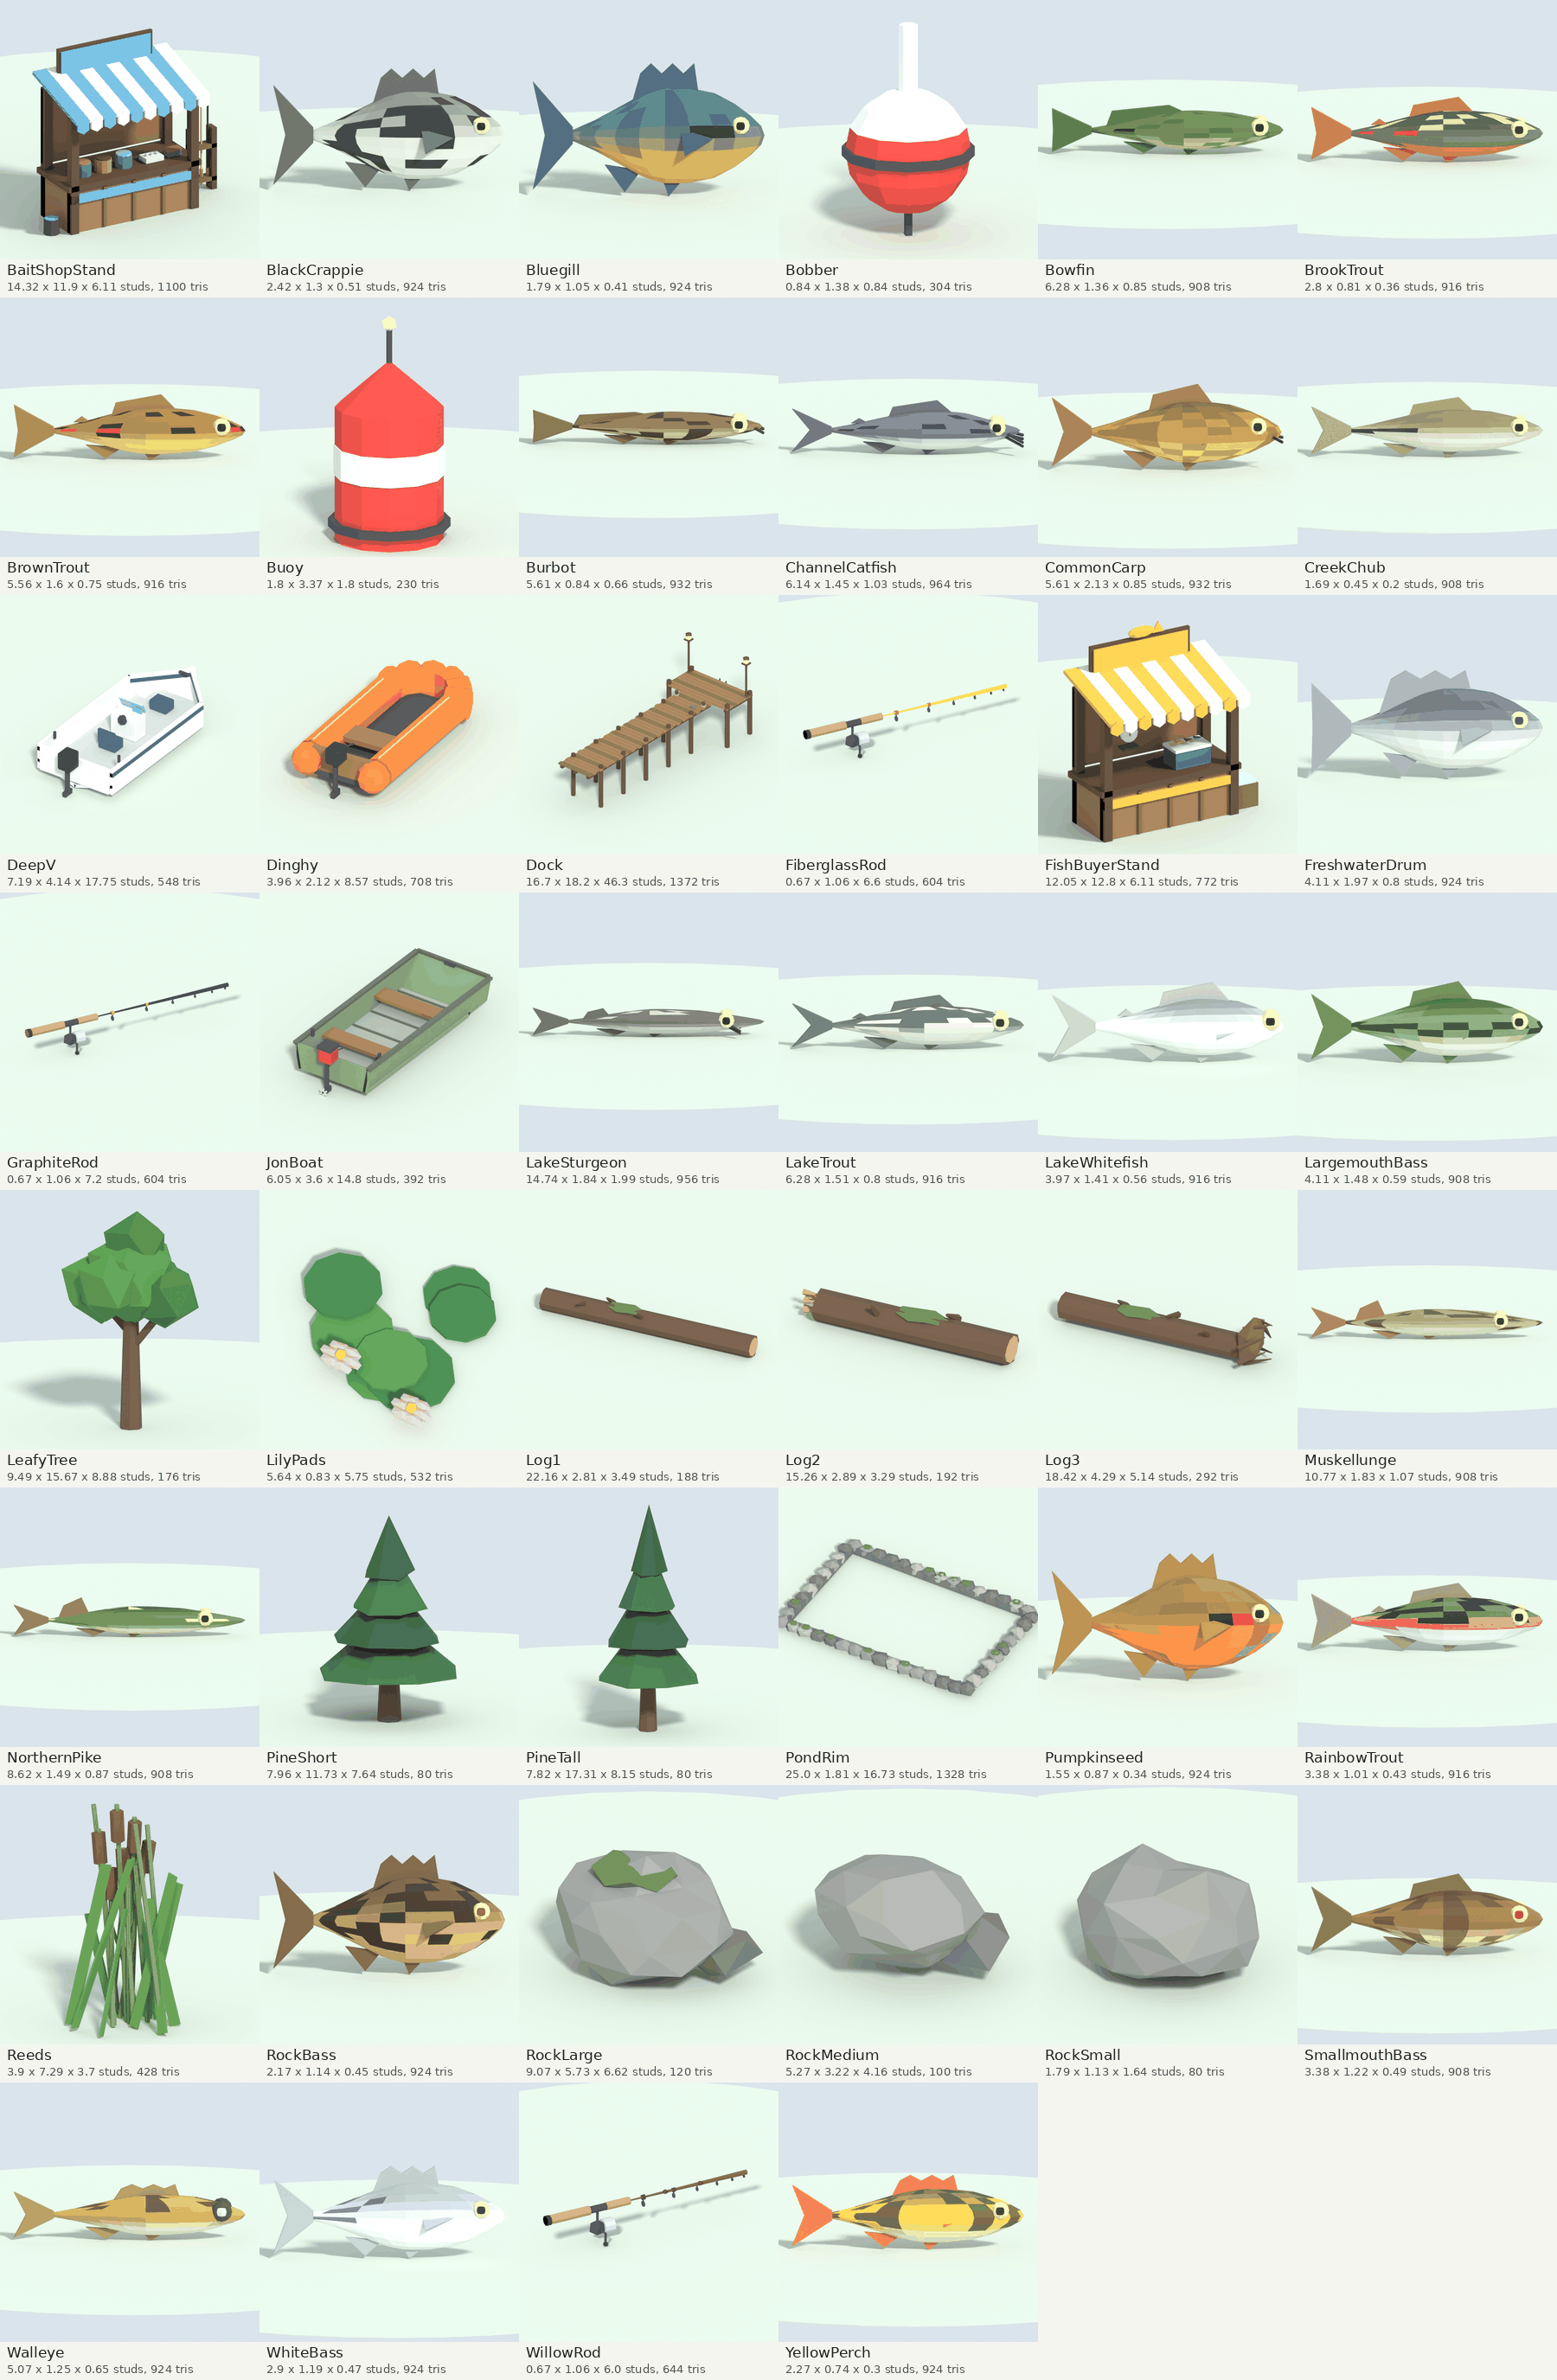 BaitShopStand
14.32 x 11.9 x 6.11 studs, 1100 tris
BlackCrappie
2.42 x 1.3 x 0.51 studs, 924 tris
Bluegill
1.79 x 1.05 x 0.41 studs, 924 tris
Bobber
0.84 x 1.38 x 0.84 studs, 304 tris
Bowfin
6.28 x 1.36 x 0.85 studs, 908 tris
BrookTrout
2.8 x 0.81 x 0.36 studs, 916 tris
BrownTrout
5.56 x 1.6 x 0.75 studs, 916 tris
Buoy
1.8 x 3.37 x 1.8 studs, 230 tris
Burbot
5.61 x 0.84 x 0.66 studs, 932 tris
ChannelCatfish
6.14 x 1.45 x 1.03 studs, 964 tris
CommonCarp
5.61 x 2.13 x 0.85 studs, 932 tris
CreekChub
1.69 x 0.45 x 0.2 studs, 908 tris
DeepV
7.19 x 4.14 x 17.75 studs, 548 tris
Dinghy
3.96 x 2.12 x 8.57 studs, 708 tris
Dock
16.7 x 18.2 x 46.3 studs, 1372 tris
FiberglassRod
0.67 x 1.06 x 6.6 studs, 604 tris
FishBuyerStand
12.05 x 12.8 x 6.11 studs, 772 tris
FreshwaterDrum
4.11 x 1.97 x 0.8 studs, 924 tris
GraphiteRod
0.67 x 1.06 x 7.2 studs, 604 tris
JonBoat
6.05 x 3.6 x 14.8 studs, 392 tris
LakeSturgeon
14.74 x 1.84 x 1.99 studs, 956 tris
LakeTrout
6.28 x 1.51 x 0.8 studs, 916 tris
LakeWhitefish
3.97 x 1.41 x 0.56 studs, 916 tris
LargemouthBass
4.11 x 1.48 x 0.59 studs, 908 tris
LeafyTree
9.49 x 15.67 x 8.88 studs, 176 tris
LilyPads
5.64 x 0.83 x 5.75 studs, 532 tris
Log1
22.16 x 2.81 x 3.49 studs, 188 tris
Log2
15.26 x 2.89 x 3.29 studs, 192 tris
Log3
18.42 x 4.29 x 5.14 studs, 292 tris
Muskellunge
10.77 x 1.83 x 1.07 studs, 908 tris
NorthernPike
8.62 x 1.49 x 0.87 studs, 908 tris
PineShort
7.96 x 11.73 x 7.64 studs, 80 tris
PineTall
7.82 x 17.31 x 8.15 studs, 80 tris
PondRim
25.0 x 1.81 x 16.73 studs, 1328 tris
Pumpkinseed
1.55 x 0.87 x 0.34 studs, 924 tris
RainbowTrout
3.38 x 1.01 x 0.43 studs, 916 tris
Reeds
3.9 x 7.29 x 3.7 studs, 428 tris
RockBass
2.17 x 1.14 x 0.45 studs, 924 tris
RockLarge
9.07 x 5.73 x 6.62 studs, 120 tris
RockMedium
5.27 x 3.22 x 4.16 studs, 100 tris
RockSmall
1.79 x 1.13 x 1.64 studs, 80 tris
SmallmouthBass
3.38 x 1.22 x 0.49 studs, 908 tris
Walleye
5.07 x 1.25 x 0.65 studs, 924 tris
WhiteBass
2.9 x 1.19 x 0.47 studs, 924 tris
WillowRod
0.67 x 1.06 x 6.0 studs, 644 tris
YellowPerch
2.27 x 0.74 x 0.3 studs, 924 tris